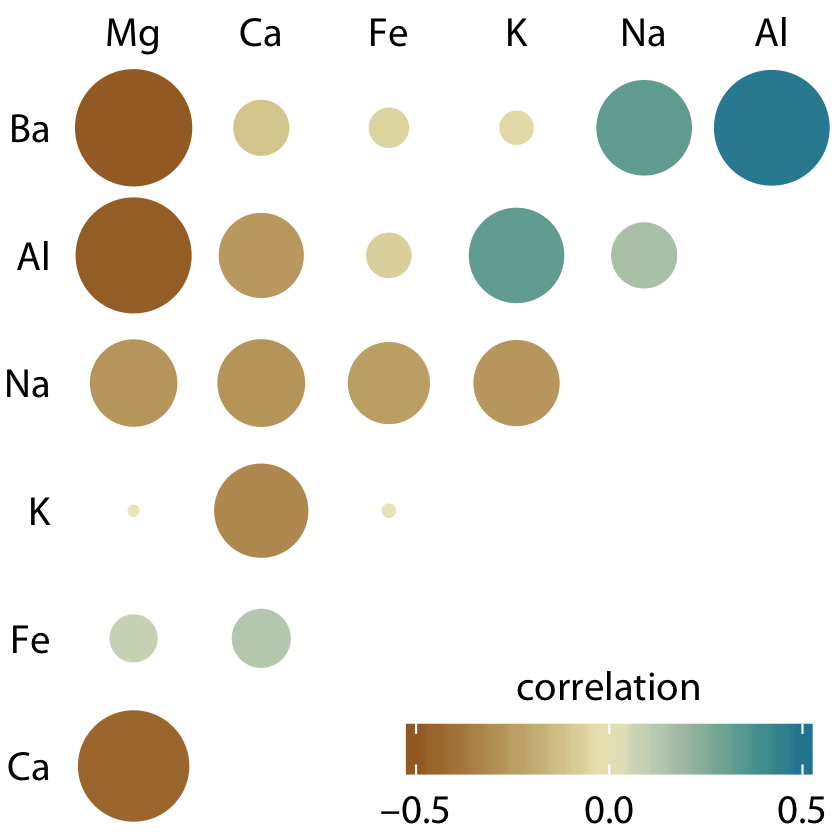 Mg Ca Fe K Na Al
Ba
Al
Na
K
Fe
Ca
correlation
−0.5 0.0 0.5